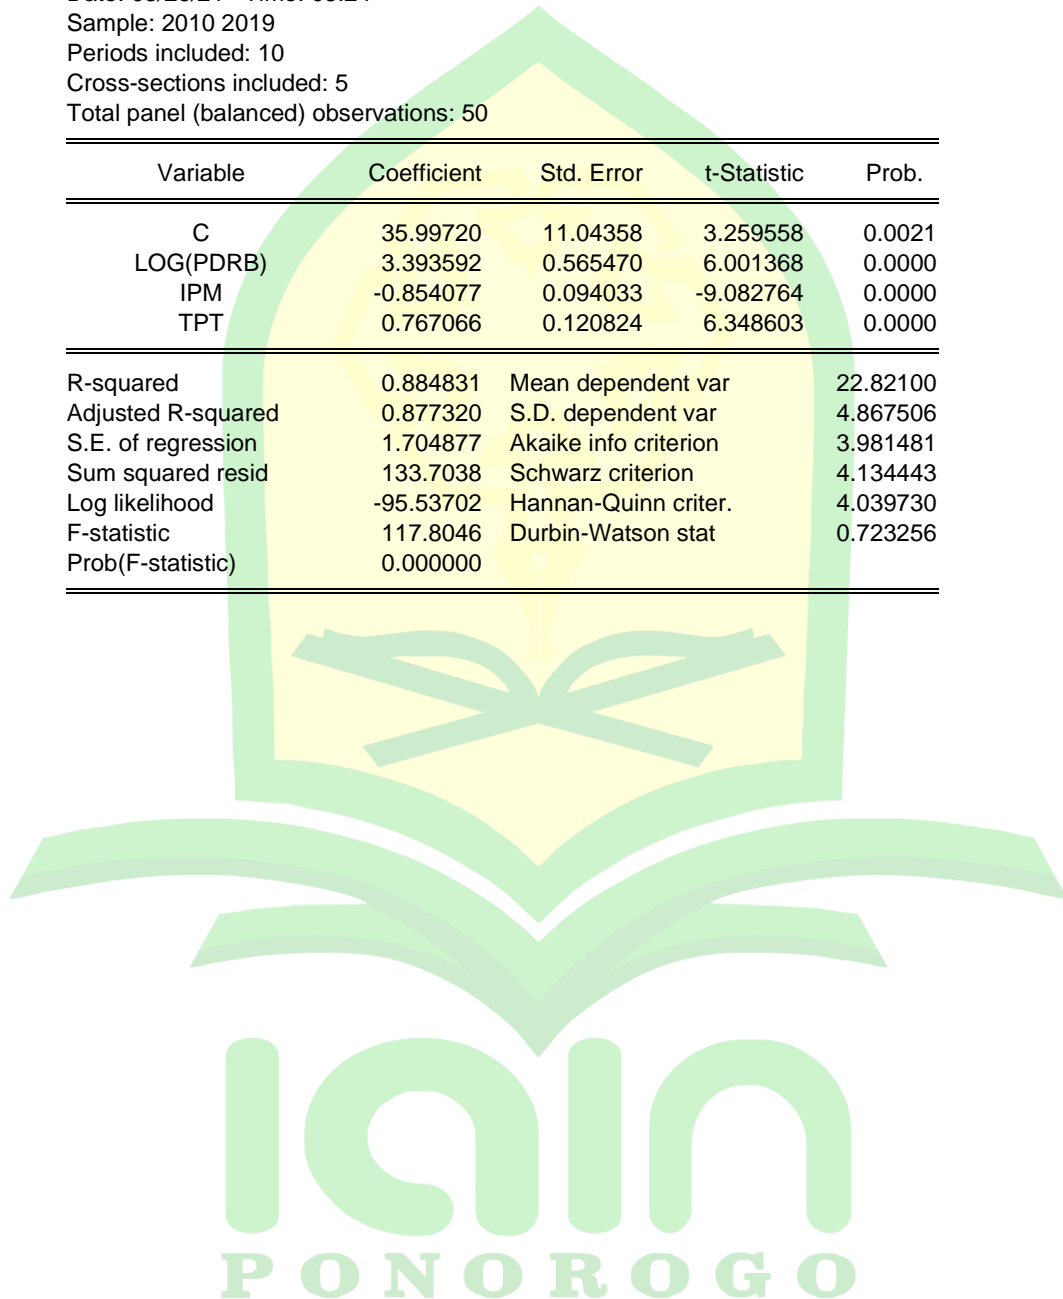 Sample: 2010 2019
Periods included: 10
Cross-sections included: 5
Total panel (balanced) observations: 50
Variable Coefficient Std. Error t-Statistic Prob.
C 35.99720 11.04358 3.259558 0.0021
LOG(PDRB) 3.393592 0.565470 6.001368 0.0000
IPM -0.854077 0.094033 -9.082764 0.0000
TPT 0.767066 0.120824 6.348603 0.0000
R-squared 0.884831 Mean dependent var 22.82100
Adjusted R-squared 0.877320 S.D. dependent var 4.867506
S.E. of regression 1.704877 Akaike info criterion 3.981481
Sum squared resid 133.7038 Schwarz criterion 4.134443
Log likelihood -95.53702 Hannan-Quinn criter. 4.039730
F-statistic 117.8046 Durbin-Watson stat 0.723256
Prob(F-statistic) 0.000000
iain
PONOROGO